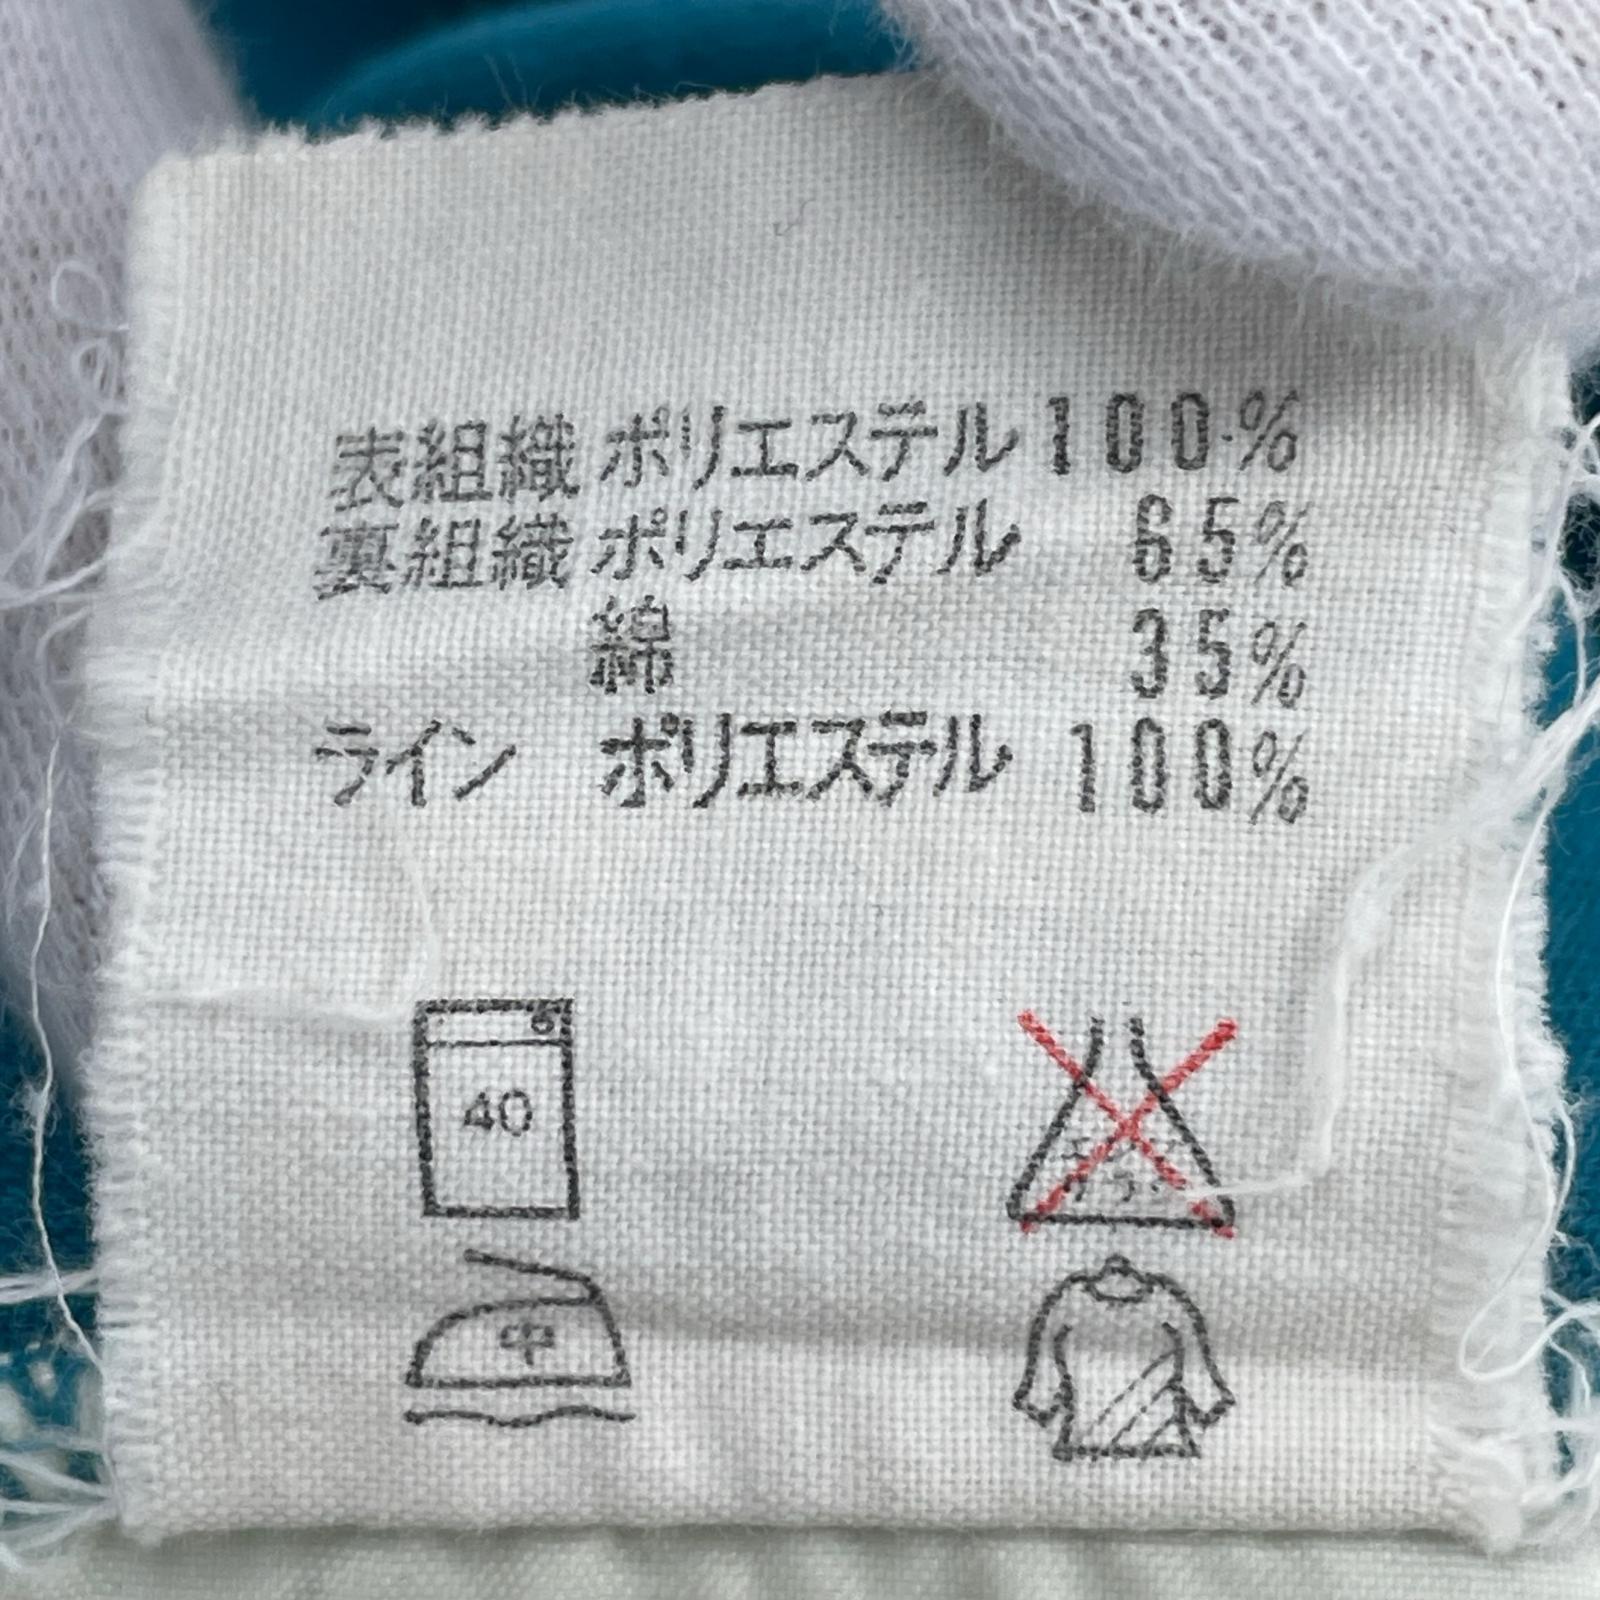 表組織 ポリエステル 100%
裏組織 ポリエステル 65%
綿 35%
ライン ポリエステル 100%
40
中